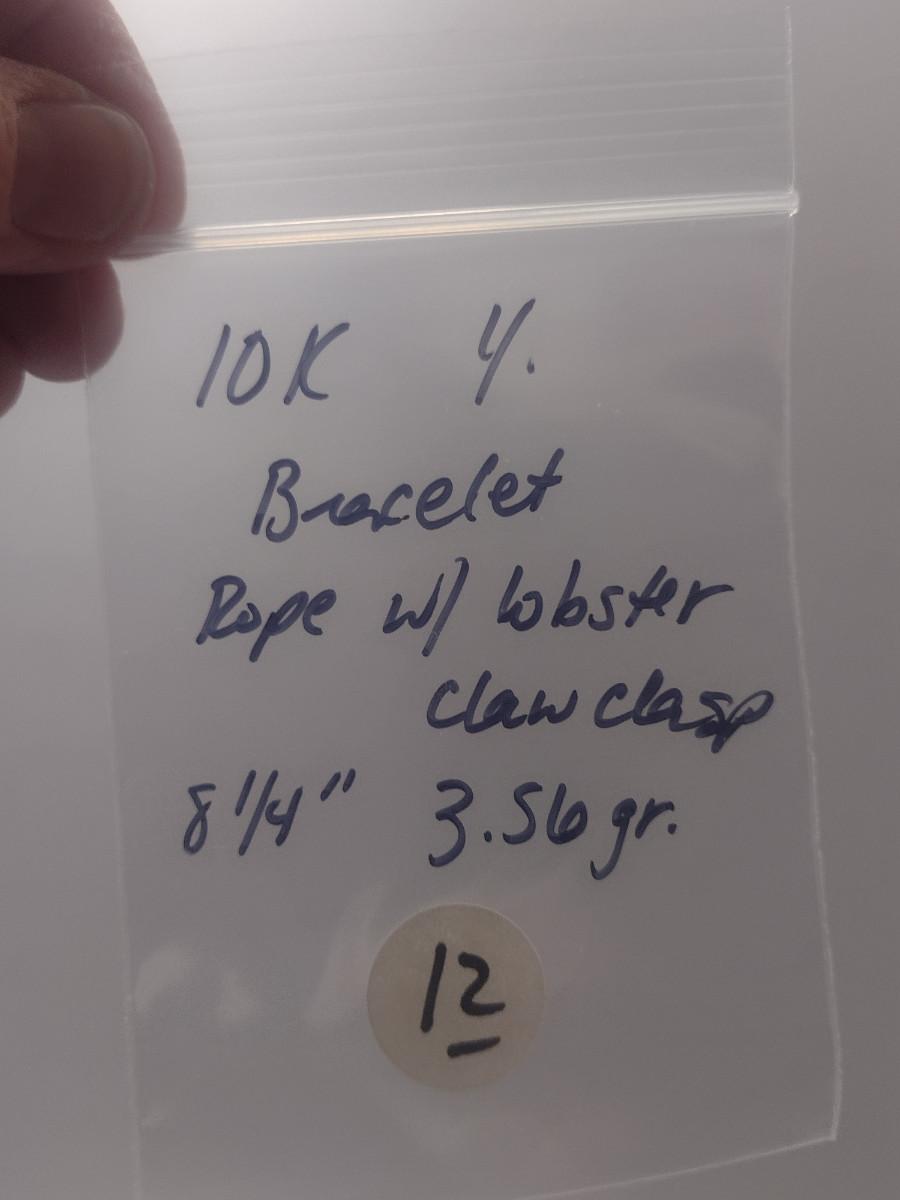 10K Y.
Bracelet
Rope w/ lobster
claw clasp
8 1/4" 3.56 gr.
12